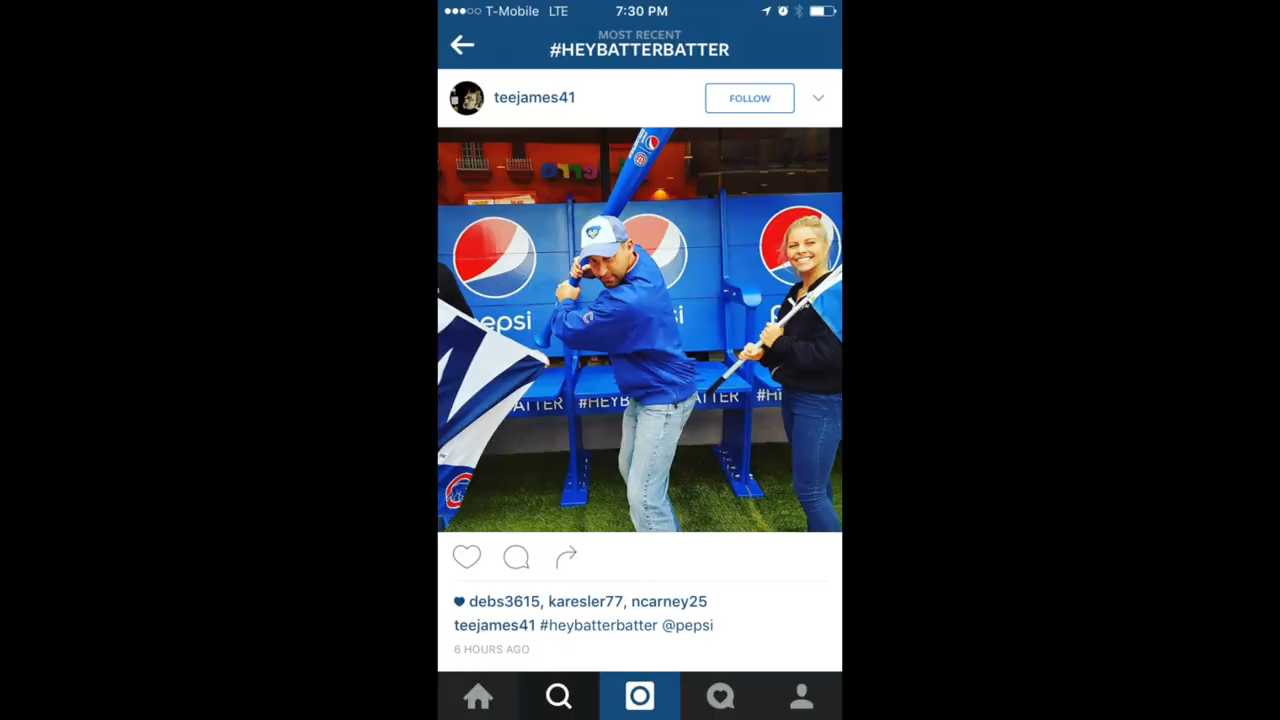 T-Mobile LTE 7:30 PM
MOST RECENT
#HEYBATTERBATTER
teejames41 FOLLOW
epsi
si
ATTER #HEYB ATTER #H
debs3615, karesler77, ncarney25
teejames41 #heybatterbatter @pepsi
6 HOURS AGO